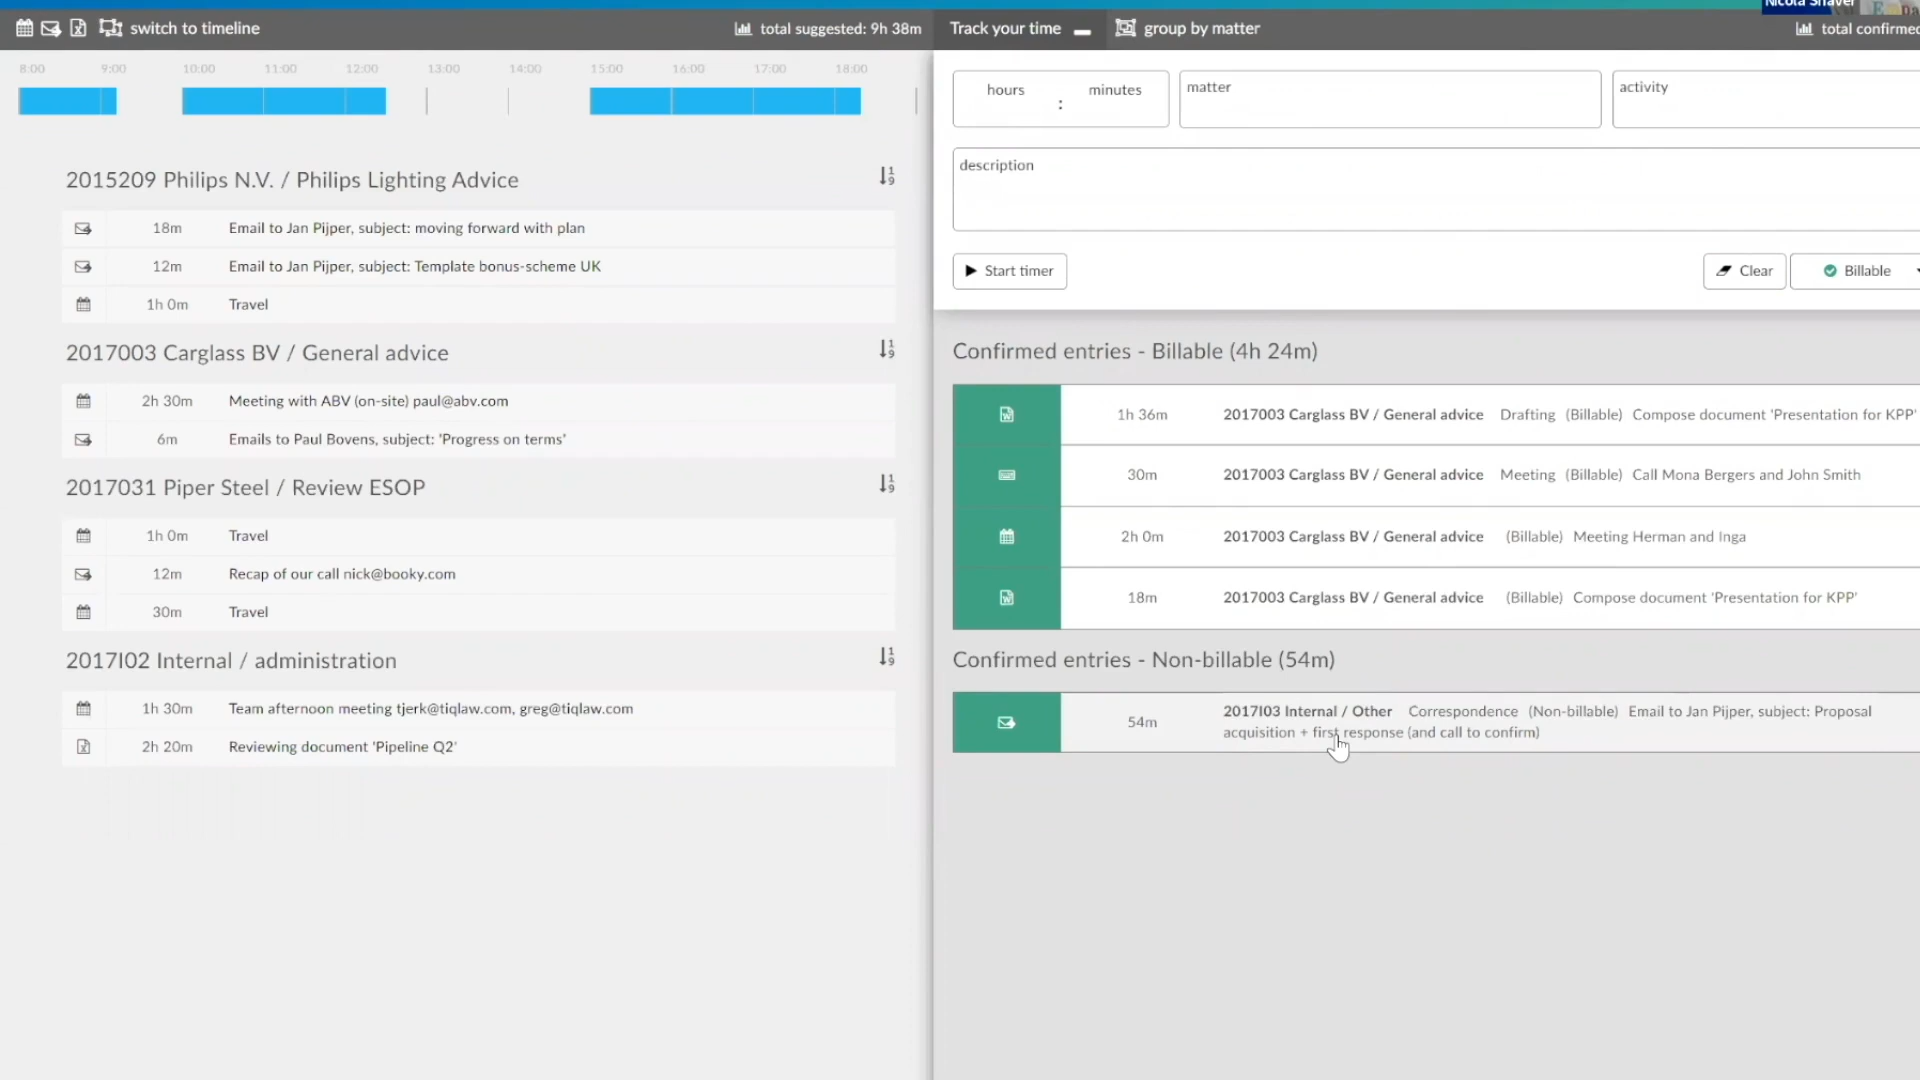 Nicola Shaver
switch to timeline
total suggested: 9h 38m
Track your time
group by matter
total confirmed
8:00 9:00 10:00 11:00 12:00 13:00 14:00 15:00 16:00 17:00 18:00
hours : minutes
matter
activity
description
Start timer
Clear
Billable
2015209 Philips N.V. / Philips Lighting Advice
18m Email to Jan Pijper, subject: moving forward with plan
12m Email to Jan Pijper, subject: Template bonus-scheme UK
1h 0m Travel
2017003 Carglass BV / General advice
2h 30m Meeting with ABV (on-site) paul@abv.com
6m Emails to Paul Bovens, subject: 'Progress on terms'
2017031 Piper Steel / Review ESOP
1h 0m Travel
12m Recap of our call nick@booky.com
30m Travel
2017I02 Internal / administration
1h 30m Team afternoon meeting tjerk@tiqlaw.com, greg@tiqlaw.com
2h 20m Reviewing document 'Pipeline Q2'
Confirmed entries - Billable (4h 24m)
1h 36m 2017003 Carglass BV / General advice Drafting (Billable) Compose document 'Presentation for KPP'
30m 2017003 Carglass BV / General advice Meeting (Billable) Call Mona Bergers and John Smith
2h 0m 2017003 Carglass BV / General advice (Billable) Meeting Herman and Inga
18m 2017003 Carglass BV / General advice (Billable) Compose document 'Presentation for KPP'
Confirmed entries - Non-billable (54m)
54m 2017I03 Internal / Other Correspondence (Non-billable) Email to Jan Pijper, subject: Proposal
acquisition + first response (and call to confirm)